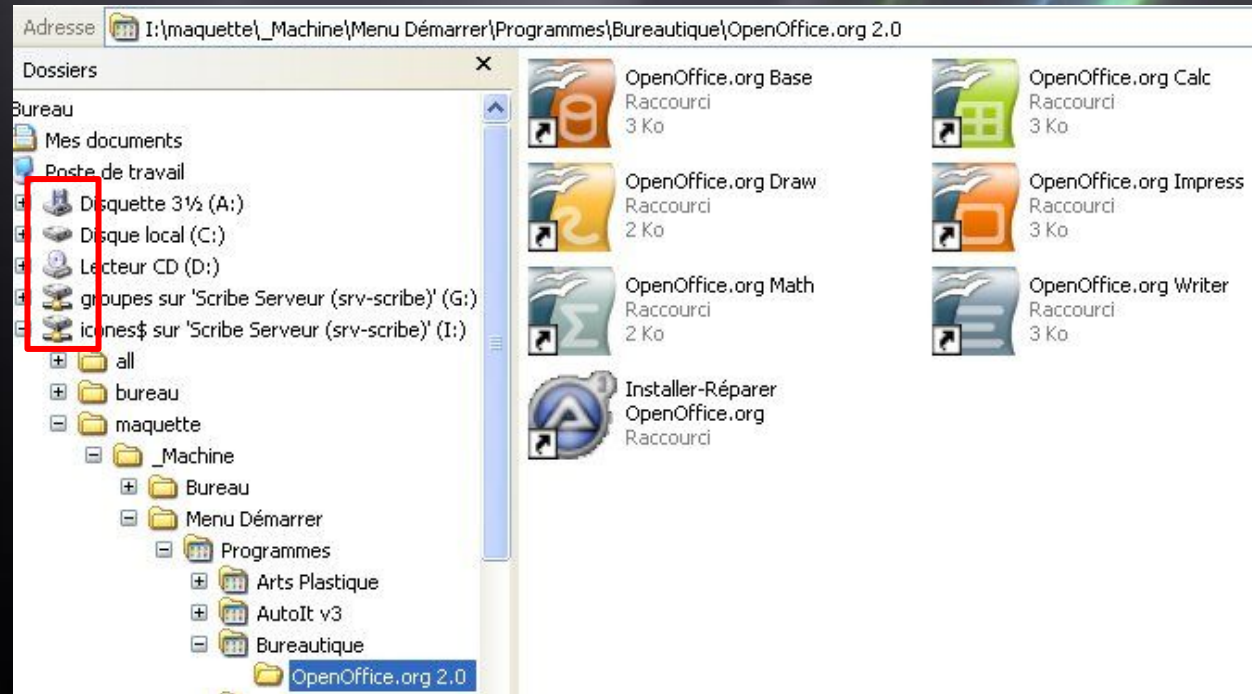 Adresse I:\maquette\_Machine\Menu Démarrer\Programmes\Bureautique\OpenOffice.org 2.0
Dossiers
Bureau
Mes documents
Poste de travail
Disquette 3½ (A:)
Disque local (C:)
Lecteur CD (D:)
groupes sur 'Scribe Serveur (srv-scribe)' (G:)
icones$ sur 'Scribe Serveur (srv-scribe)' (I:)
all
bureau
maquette
_Machine
Bureau
Menu Démarrer
Programmes
Arts Plastique
AutoIt v3
Bureautique
OpenOffice.org 2.0
OpenOffice.org Base
Raccourci
3 Ko
OpenOffice.org Calc
Raccourci
3 Ko
OpenOffice.org Draw
Raccourci
2 Ko
OpenOffice.org Impress
Raccourci
3 Ko
OpenOffice.org Math
Raccourci
2 Ko
OpenOffice.org Writer
Raccourci
3 Ko
Installer-Réparer
OpenOffice.org
Raccourci